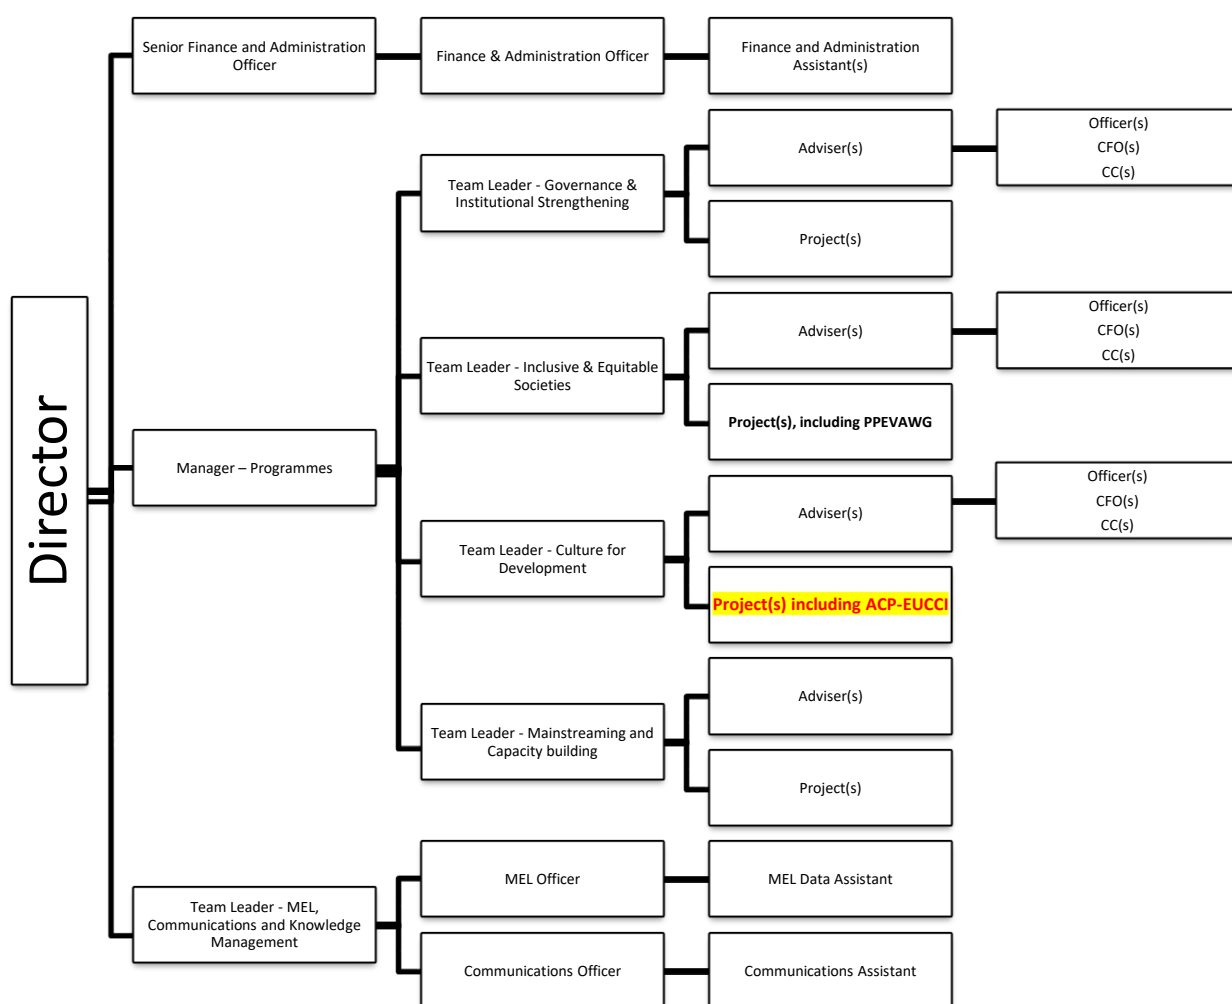 Senior Finance and Administration
Officer
Finance & Administration Officer
Finance and Administration
Assistant(s)
Team Leader - Governance &
Institutional Strengthening
Adviser(s)
Officer(s)
CFO(s)
CC(s)
Project(s)
Director
Manager – Programmes
Team Leader - Inclusive & Equitable
Societies
Adviser(s)
Officer(s)
CFO(s)
CC(s)
Project(s), including PPEVAWG
Team Leader - Culture for
Development
Adviser(s)
Officer(s)
CFO(s)
CC(s)
Project(s) including ACP-EUCCI
Team Leader - Mainstreaming and
Capacity building
Adviser(s)
Project(s)
Team Leader - MEL,
Communications and Knowledge
Management
MEL Officer
MEL Data Assistant
Communications Officer
Communications Assistant